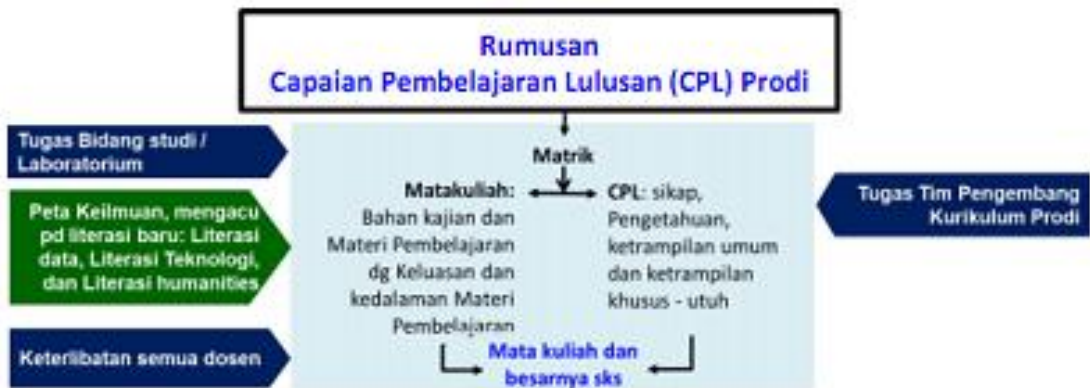 Rumusan
Capaian Pembelajaran Lulusan (CPL) Prodi
Tugas Bidang studi /
Laboratorium
Peta Keilmuan, mengacu
pd literasi baru: Literasi
data, Literasi Teknologi,
dan Literasi humanities
Keterlibatan semua dosen
Matrik
Matakuliah:
Bahan kajian dan
Materi Pembelajaran
dg Keluasan dan
kedalaman Materi
Pembelajaran
CPL: sikap,
Pengetahuan,
ketrampilan umum
dan ketrampilan
khusus - utuh
Mata kuliah dan
besarnya sks
Tugas Tim Pengembang
Kurikulum Prodi